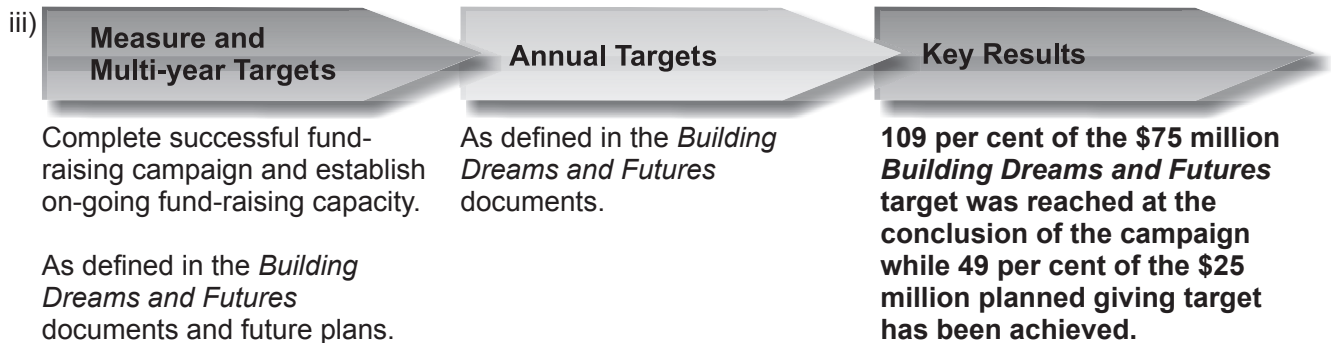 iii)
Measure and
Multi-year Targets
Complete successful fund-
raising campaign and establish
on-going fund-raising capacity.
As defined in the Building
Dreams and Futures
documents and future plans.
Annual Targets
As defined in the Building
Dreams and Futures
documents.
Key Results
109 per cent of the $75 million
Building Dreams and Futures
target was reached at the
conclusion of the campaign
while 49 per cent of the $25
million planned giving target
has been achieved.